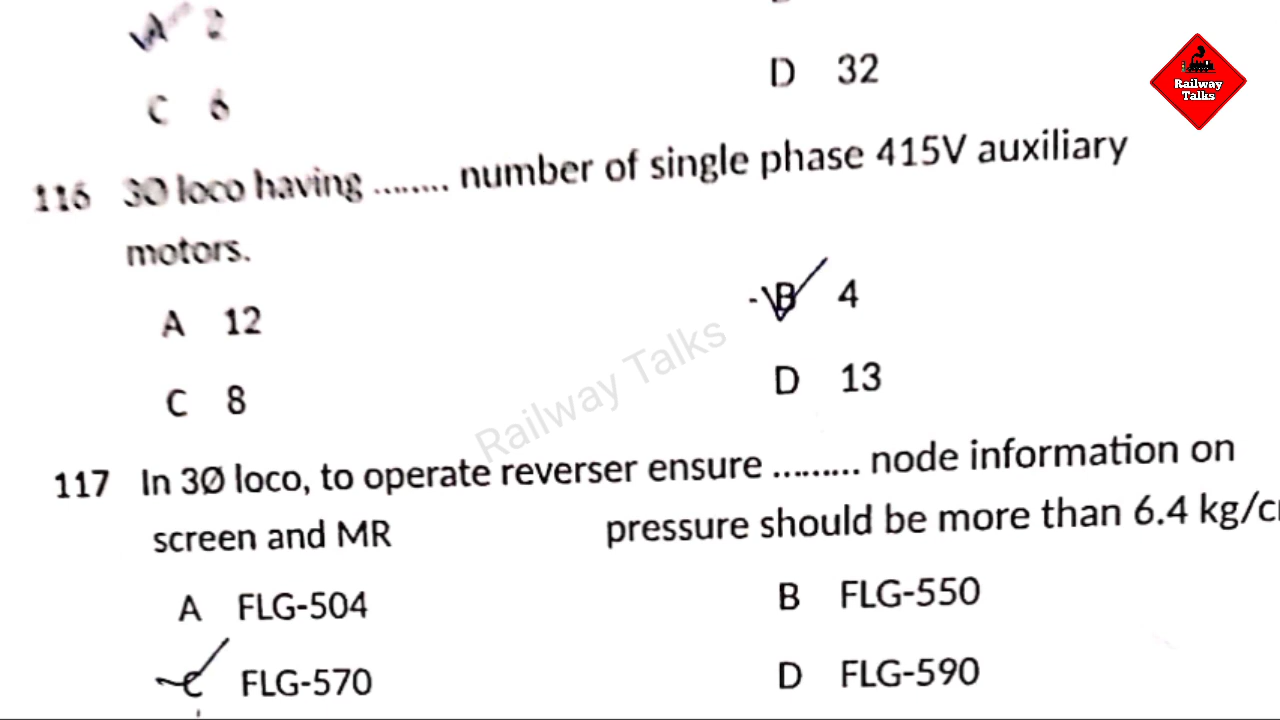 A 2
D 32
C 6
Railway
Talks
116 3O loco having ........ number of single phase 415V auxiliary
motors.
A 12
B 4
C 8
D 13
Railway Talks
117 In 3Ø loco, to operate reverser ensure ......... node information on
screen and MR pressure should be more than 6.4 kg/c
A FLG-504
B FLG-550
C FLG-570
D FLG-590